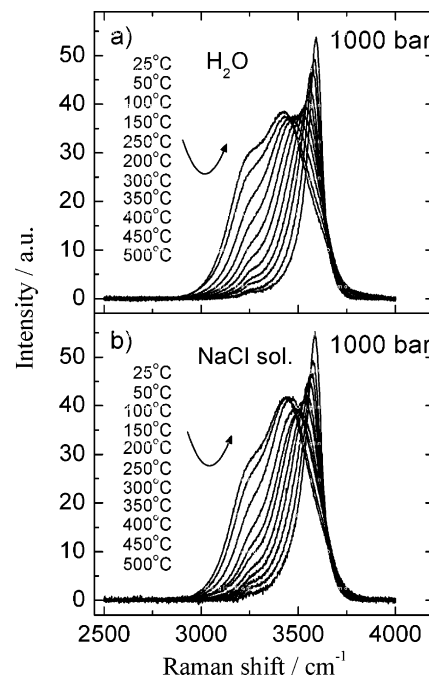 a)
H2O
1000 bar
25°C
50°C
100°C
150°C
250°C
200°C
300°C
350°C
400°C
450°C
500°C
50
40
30
20
10
0
Intensity / a.u.
b)
NaCl sol.
1000 bar
25°C
50°C
100°C
150°C
200°C
250°C
300°C
350°C
400°C
450°C
500°C
50
40
30
20
10
0
2500 3000 3500 4000
Raman shift / cm-1